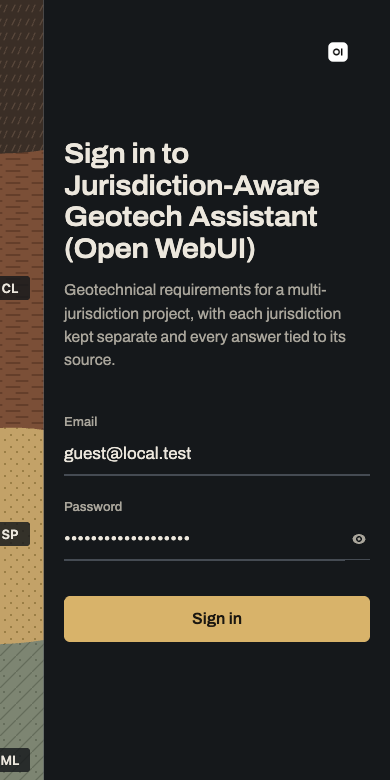 OI
Sign in to
Jurisdiction-Aware
Geotech Assistant
(Open WebUI)
Geotechnical requirements for a multi-
jurisdiction project, with each jurisdiction
kept separate and every answer tied to its
source.
CL
Email
guest@local.test
Password
•••••••••••••••••••
SP
Sign in
ML